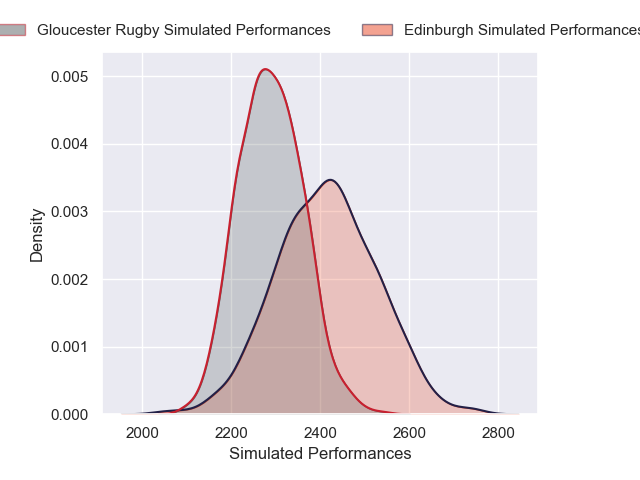 Gloucester Rugby Simulated Performances
Edinburgh Simulated Performances
0.005
0.004
0.003
0.002
0.001
0.000
Density
2000 2200 2400 2600 2800
Simulated Performances